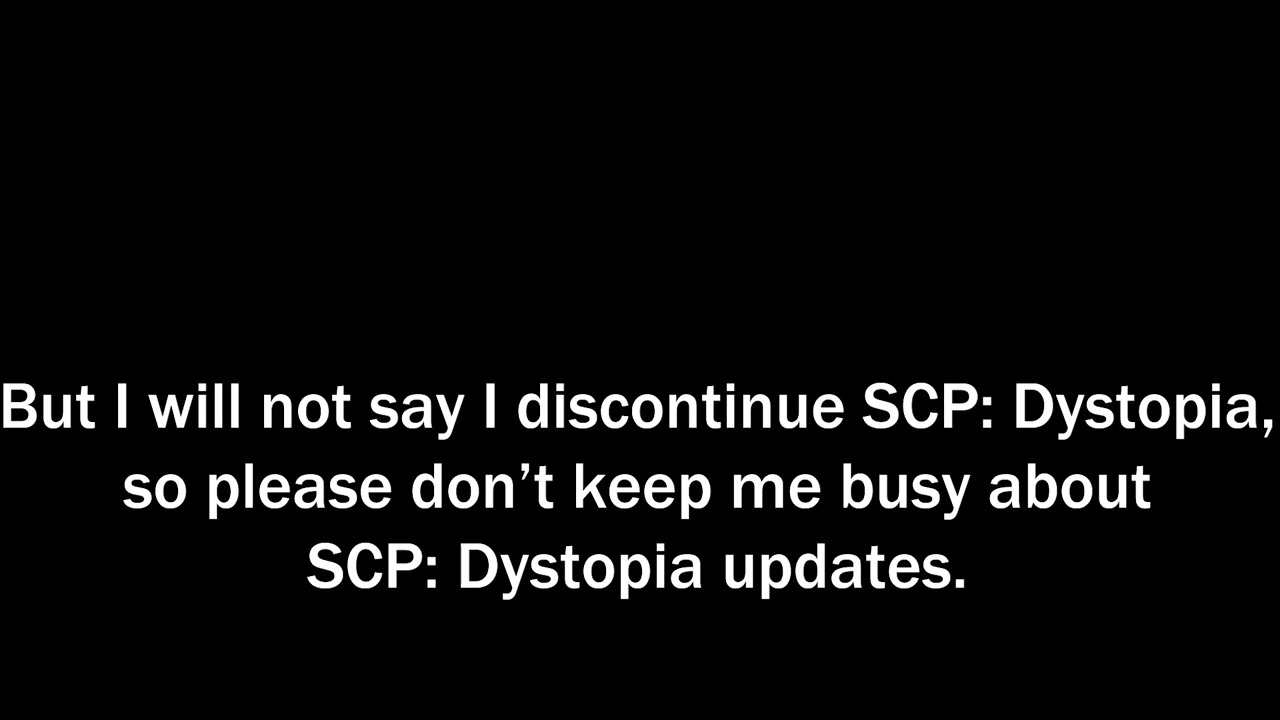 But I will not say I discontinue SCP: Dystopia,
so please don’t keep me busy about
SCP: Dystopia updates.